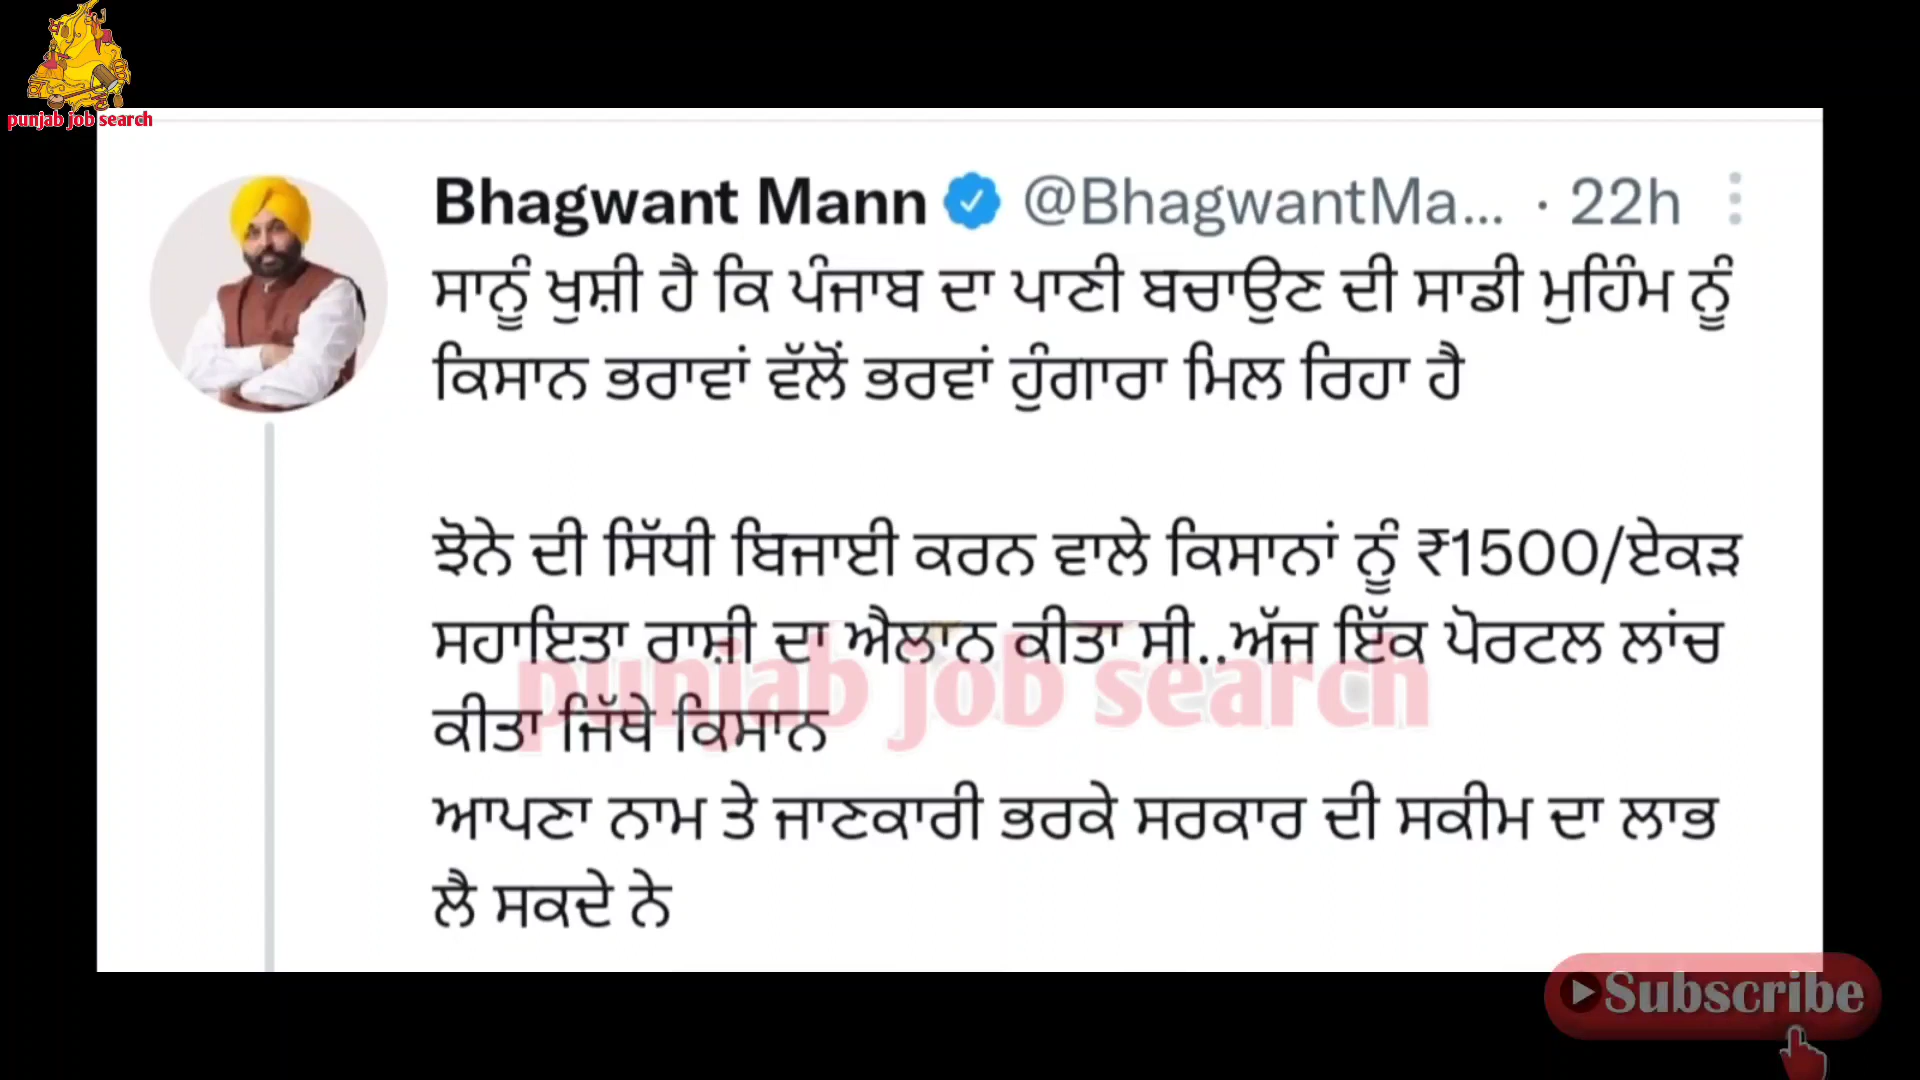 punjab job search
Bhagwant Mann @BhagwantMa... · 22h
ਸਾਨੂੰ ਖੁਸ਼ੀ ਹੈ ਕਿ ਪੰਜਾਬ ਦਾ ਪਾਣੀ ਬਚਾਉਣ ਦੀ ਸਾਡੀ ਮੁਹਿੰਮ ਨੂੰ
ਕਿਸਾਨ ਭਰਾਵਾਂ ਵੱਲੋਂ ਭਰਵਾਂ ਹੁੰਗਾਰਾ ਮਿਲ ਰਿਹਾ ਹੈ
ਝੋਨੇ ਦੀ ਸਿੱਧੀ ਬਿਜਾਈ ਕਰਨ ਵਾਲੇ ਕਿਸਾਨਾਂ ਨੂੰ ₹1500/ਏਕੜ
ਸਹਾਇਤਾ ਰਾਸ਼ੀ ਦਾ ਐਲਾਨ ਕੀਤਾ ਸੀ..ਅੱਜ ਇੱਕ ਪੋਰਟਲ ਲਾਂਚ
punjab job search
ਕੀਤਾ ਜਿੱਥੇ ਕਿਸਾਨ
ਆਪਣਾ ਨਾਮ ਤੇ ਜਾਣਕਾਰੀ ਭਰਕੇ ਸਰਕਾਰ ਦੀ ਸਕੀਮ ਦਾ ਲਾਭ
ਲੈ ਸਕਦੇ ਨੇ
Subscribe